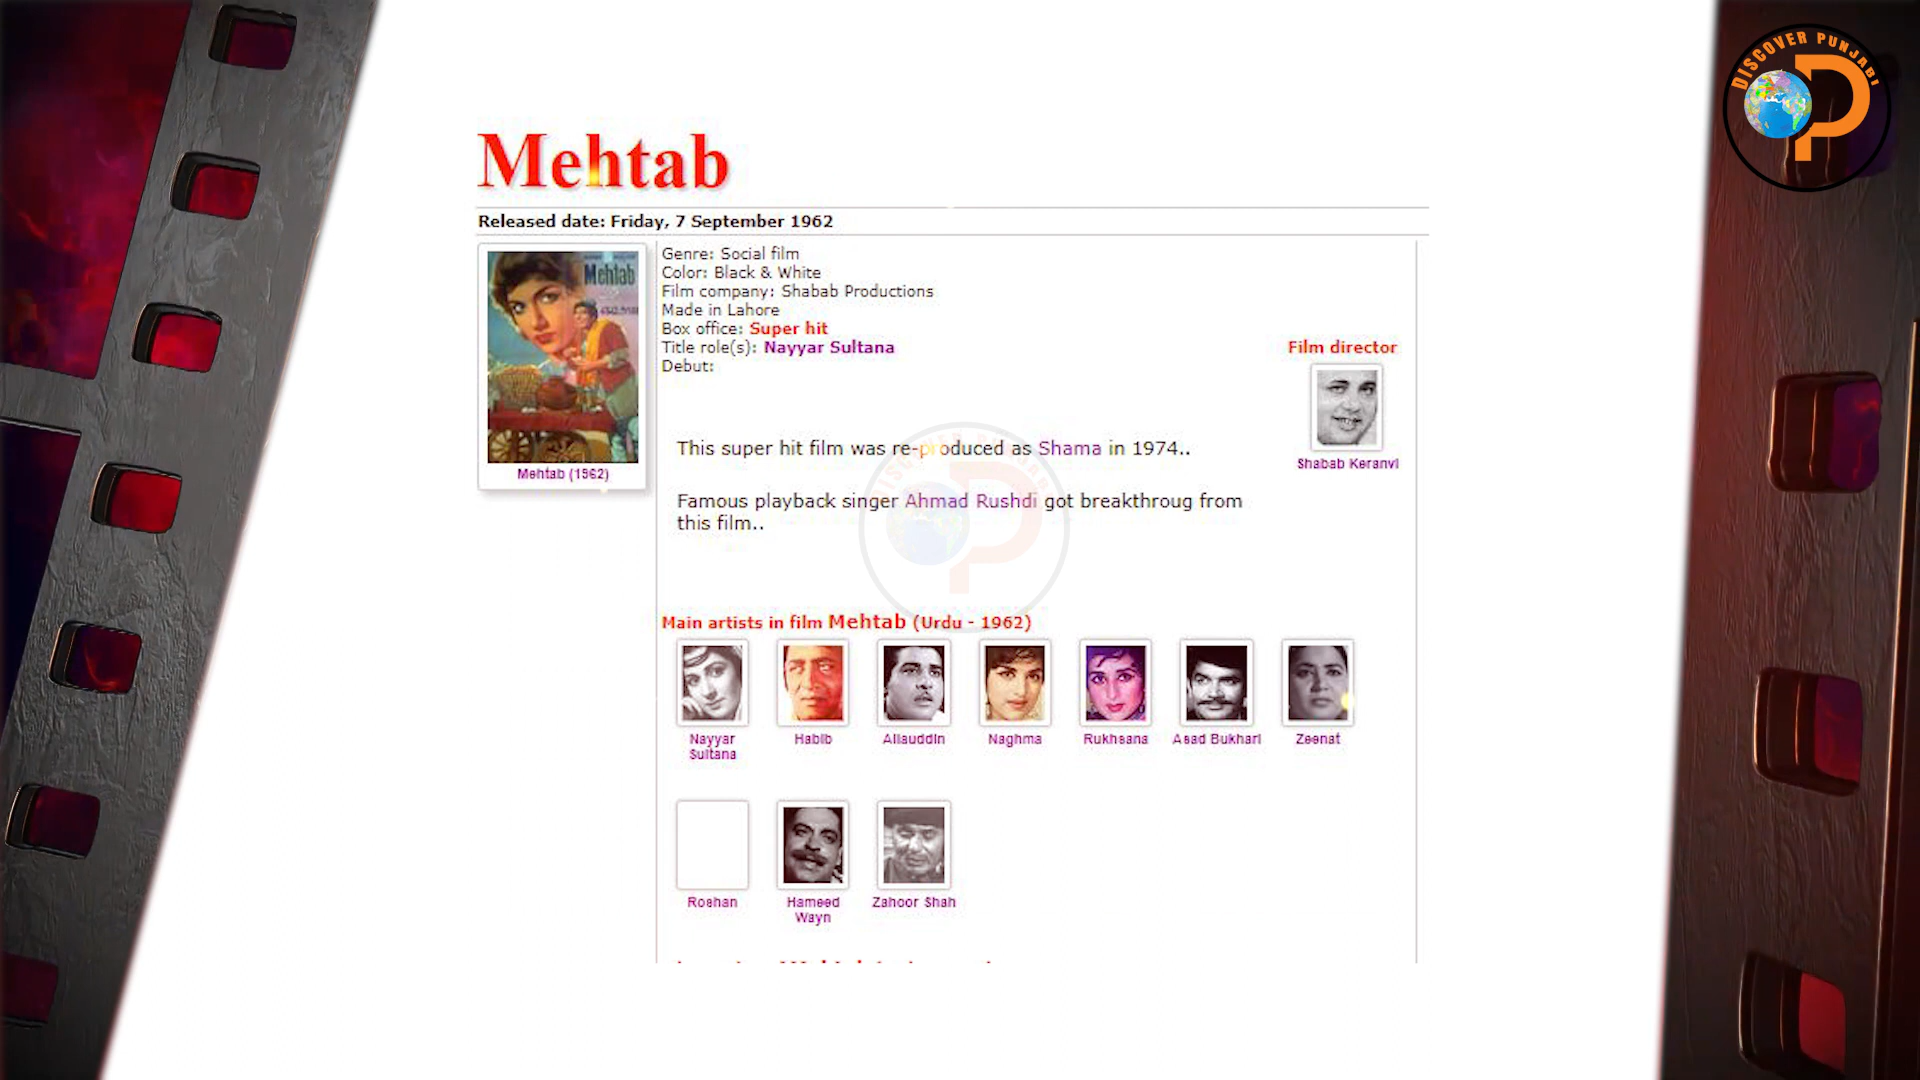 DISCOVER PUNJABI
Mehtab
Released date: Friday, 7 September 1962
Mehtab
Mehtab (1962)
Genre: Social film
Color: Black & White
Film company: Shabab Productions
Made in Lahore
Box office: Super hit
Title role(s): Nayyar Sultana
Debut:
Film director
Shabab Keranvi
This super hit film was re-produced as Shama in 1974..
Famous playback singer Ahmad Rushdi got breakthroug from
this film..
Main artists in film Mehtab (Urdu - 1962)
Nayyar
Sultana
Habib
Allauddin
Naghma
Rukhsana
Asad Bukhari
Zeenat
Roshan
Hameed
Wayn
Zahoor Shah